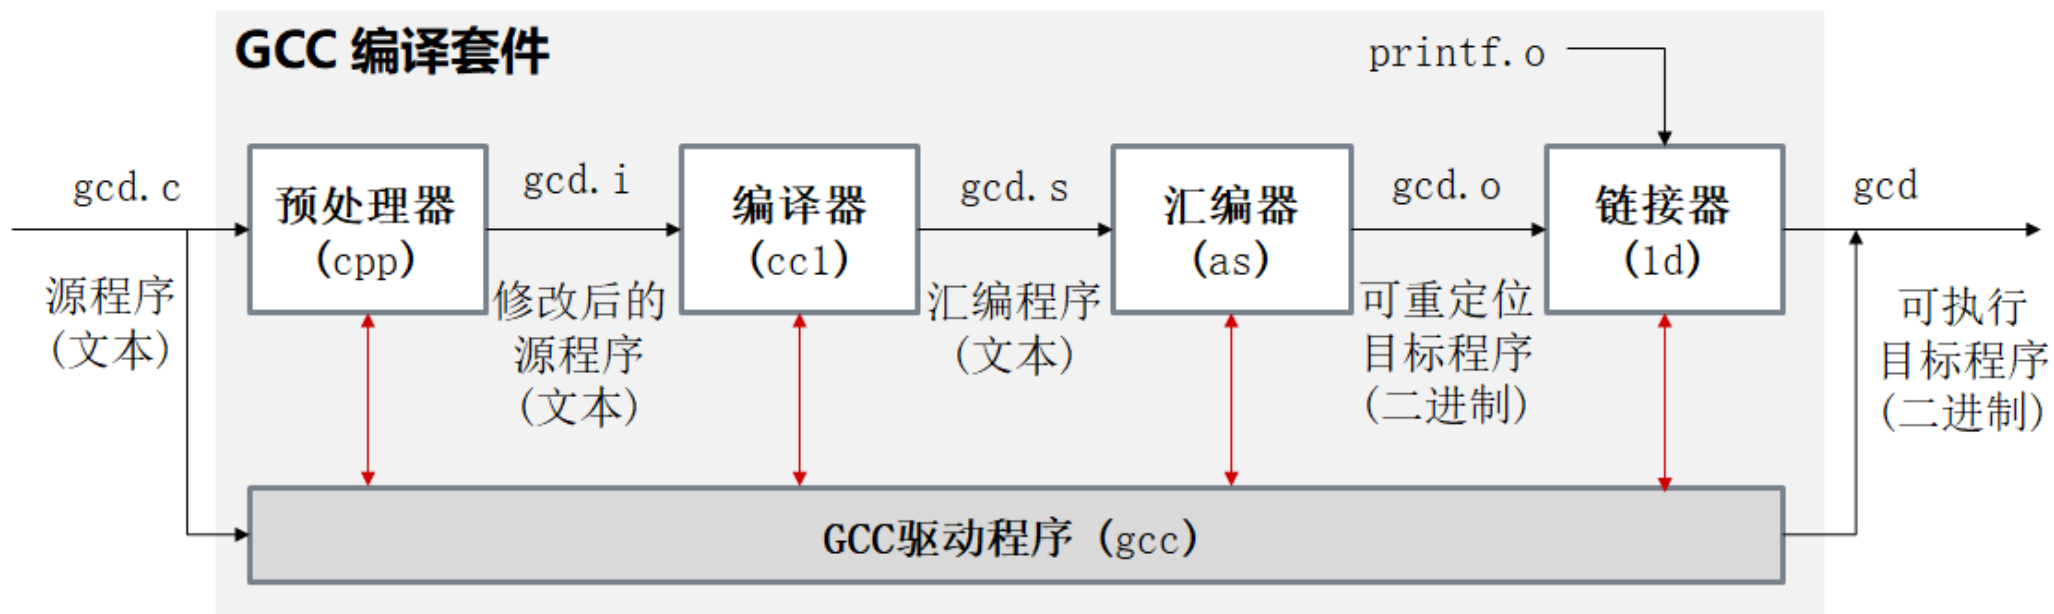 GCC 编译套件
printf.o
gcd.c
源程序
(文本)
预处理器
(cpp)
gcd.i
修改后的
源程序
(文本)
编译器
(cc1)
gcd.s
汇编程序
(文本)
汇编器
(as)
gcd.o
可重定位
目标程序
(二进制)
链接器
(ld)
gcd
可执行
目标程序
(二进制)
GCC驱动程序 (gcc)